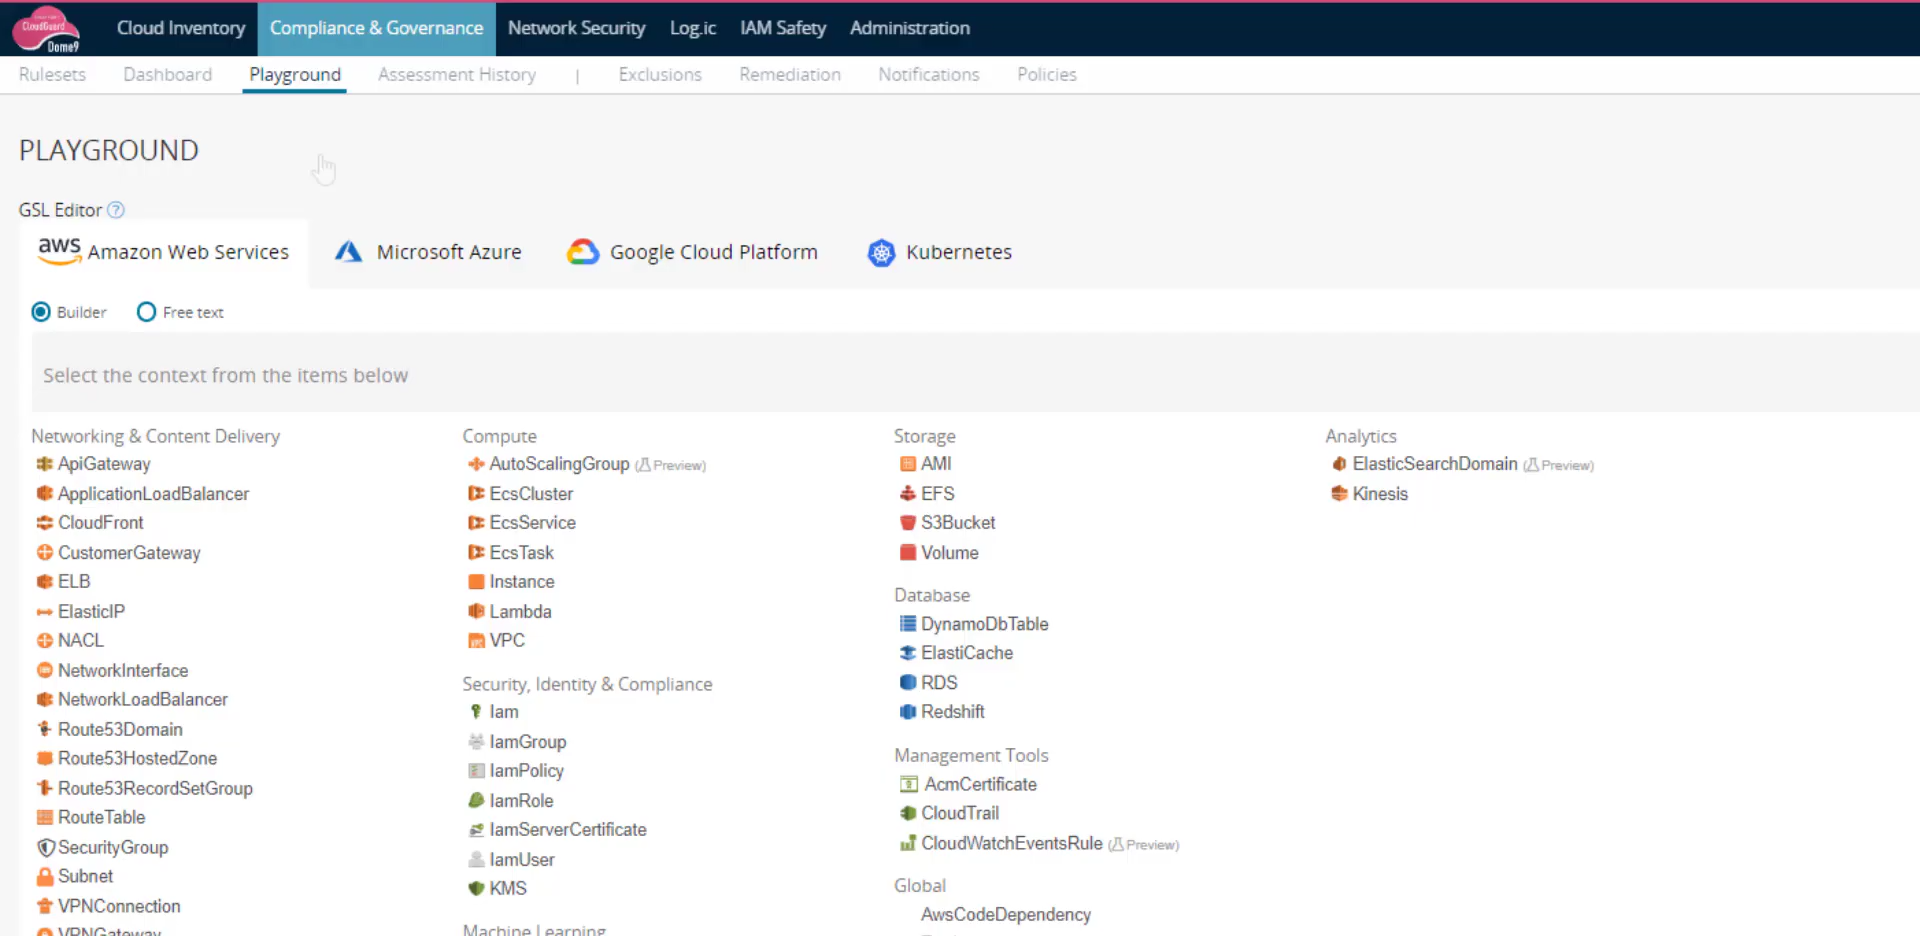 CloudGuard
Dome9
Cloud Inventory
Compliance & Governance
Network Security
Log.ic
IAM Safety
Administration
Rulesets
Dashboard
Playground
Assessment History
|
Exclusions
Remediation
Notifications
Policies
PLAYGROUND
GSL Editor ?
aws Amazon Web Services
Microsoft Azure
Google Cloud Platform
Kubernetes
Builder
Free text
Select the context from the items below
Networking & Content Delivery
ApiGateway
ApplicationLoadBalancer
CloudFront
CustomerGateway
ELB
ElasticIP
NACL
NetworkInterface
NetworkLoadBalancer
Route53Domain
Route53HostedZone
Route53RecordSetGroup
RouteTable
SecurityGroup
Subnet
VPNConnection
VPNGateway
Compute
AutoScalingGroup (Preview)
EcsCluster
EcsService
EcsTask
Instance
Lambda
VPC
Security, Identity & Compliance
Iam
IamGroup
IamPolicy
IamRole
IamServerCertificate
IamUser
KMS
Machine Learning
Storage
AMI
EFS
S3Bucket
Volume
Database
DynamoDbTable
ElastiCache
RDS
Redshift
Management Tools
AcmCertificate
CloudTrail
CloudWatchEventsRule (Preview)
Global
AwsCodeDependency
Analytics
ElasticSearchDomain (Preview)
Kinesis